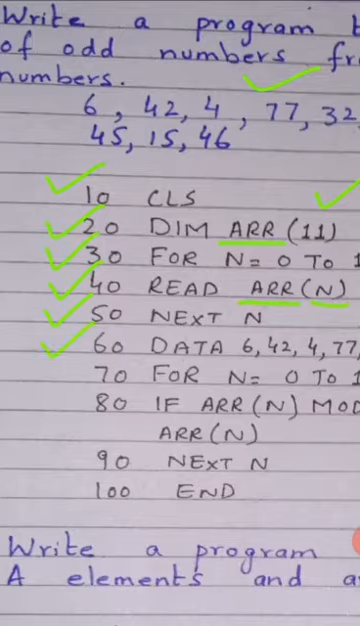 Write a program
of odd numbers
numbers.
6, 42, 4, 77, 32,
45, 15, 46
10 CLS
20 DIM ARR(11)
30 FOR N= 0 TO 1
40 READ ARR(N)
50 NEXT N
60 DATA 6, 42, 4, 77,
70 FOR N= 0 TO 1
80 IF ARR(N) MOD
ARR(N)
90 NEXT N
100 END
Write a program
A elements and